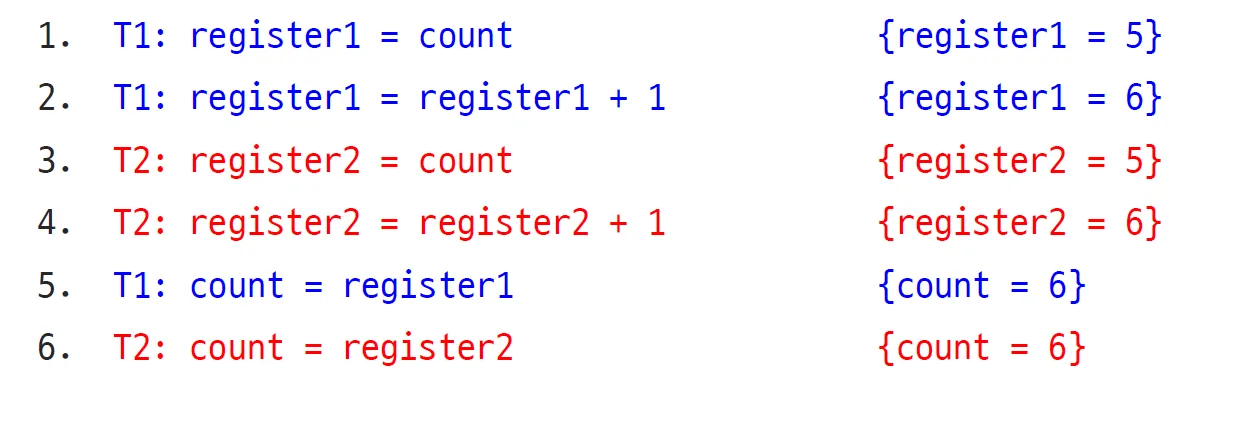 1. T1: register1 = count {register1 = 5}
2. T1: register1 = register1 + 1 {register1 = 6}
3. T2: register2 = count {register2 = 5}
4. T2: register2 = register2 + 1 {register2 = 6}
5. T1: count = register1 {count = 6}
6. T2: count = register2 {count = 6}